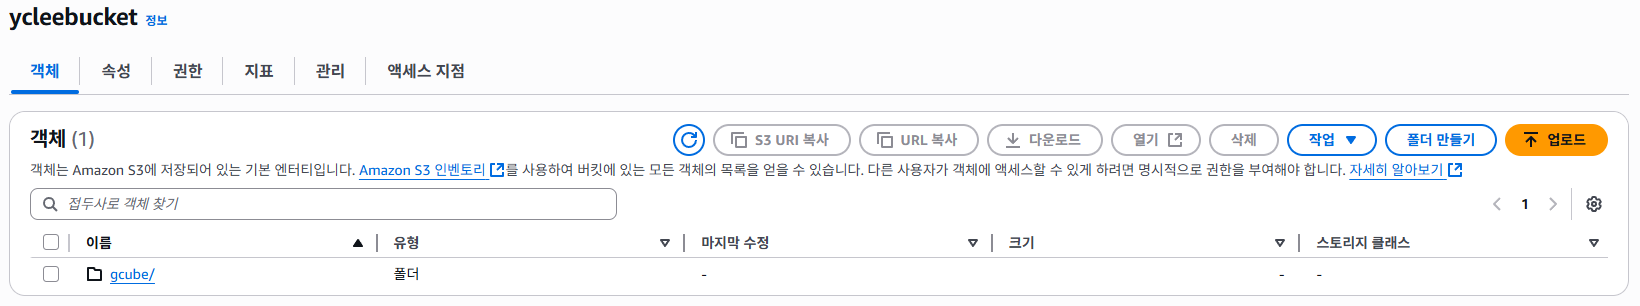 ycleebucket 정보
객체 속성 권한 지표 관리 액세스 지점
객체 (1) S3 URI 복사 URL 복사 다운로드 열기 삭제 작업 폴더 만들기 업로드
객체는 Amazon S3에 저장되어 있는 기본 엔터티입니다. Amazon S3 인벤토리를 사용하여 버킷에 있는 모든 객체의 목록을 얻을 수 있습니다. 다른 사용자가 객체에 액세스할 수 있게 하려면 명시적으로 권한을 부여해야 합니다. 자세히 알아보기
접두사로 객체 찾기 1
이름 유형 마지막 수정 크기 스토리지 클래스
gcube/ 폴더 - - -